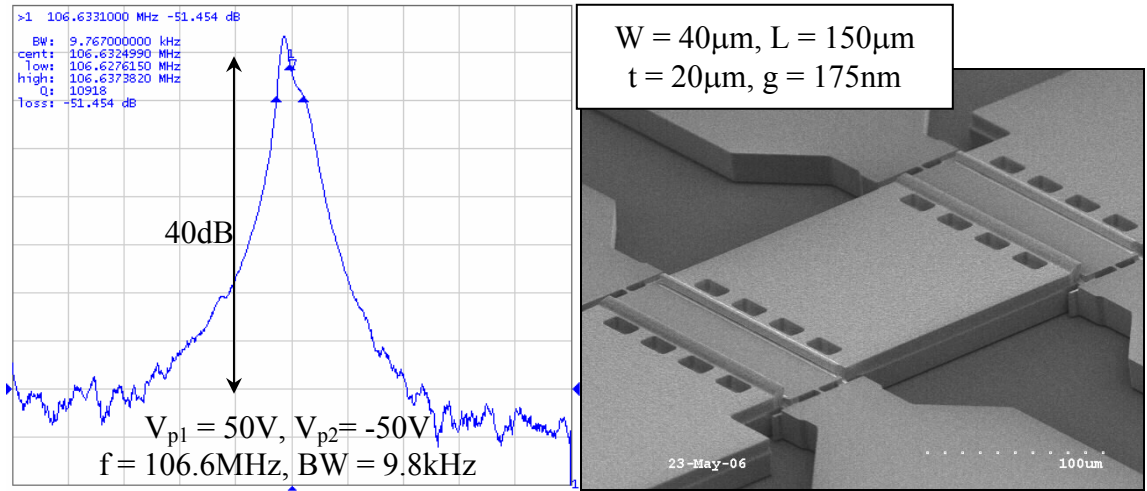 >1 106.6331000 MHz -51.454 dB
BW: 9.767000000 kHz
cent: 106.6324990 MHz
low: 106.6276150 MHz
high: 106.6373820 MHz
Q: 10918
loss: -51.454 dB
1
40dB
Vp1 = 50V, Vp2= -50V
f = 106.6MHz, BW = 9.8kHz
1
W = 40μm, L = 150μm
t = 20μm, g = 175nm
23-May-06
100um